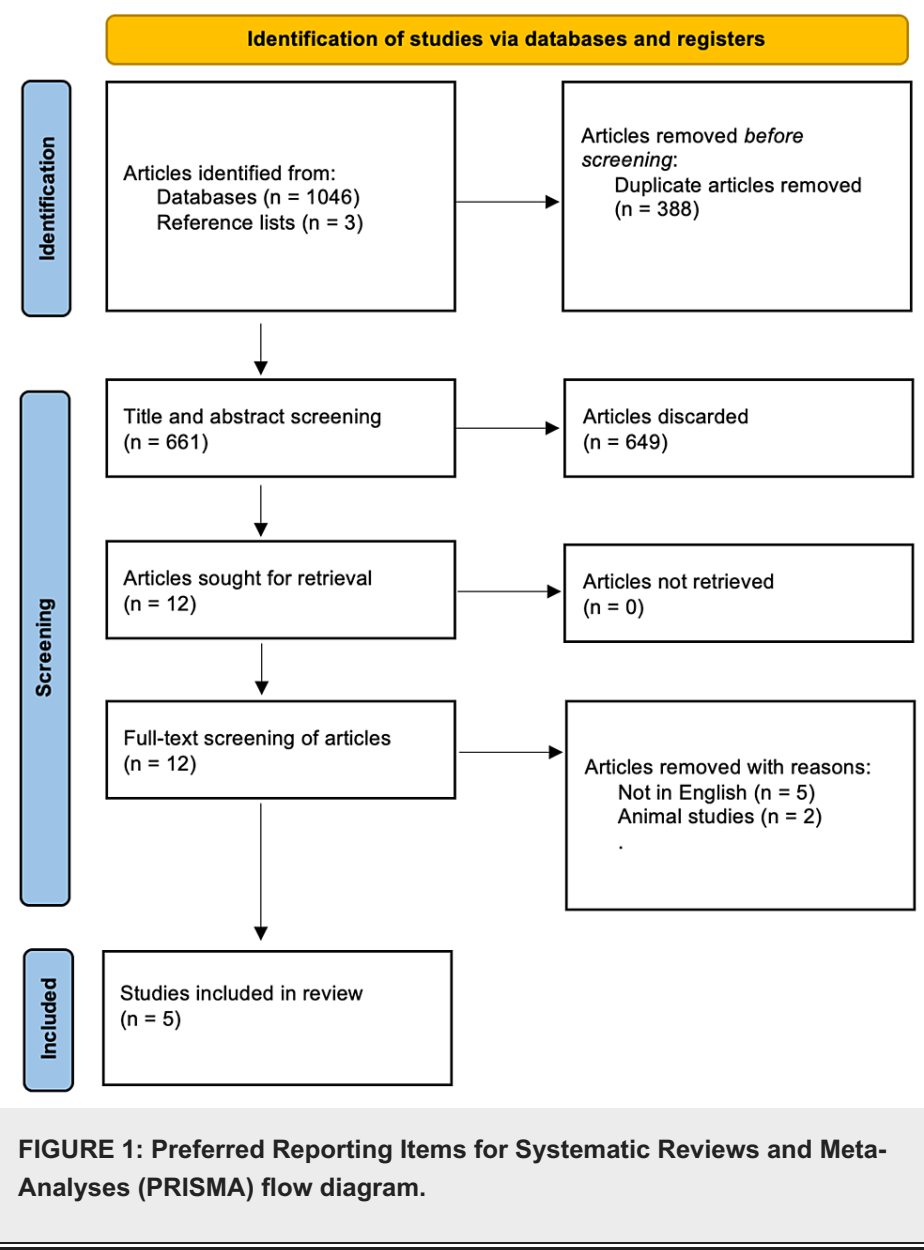 Identification of studies via databases and registers
Identification
Articles identified from:
Databases (n = 1046)
Reference lists (n = 3)
Articles removed before
screening:
Duplicate articles removed
(n = 388)
Screening
Title and abstract screening
(n = 661)
Articles discarded
(n = 649)
Articles sought for retrieval
(n = 12)
Articles not retrieved
(n = 0)
Full-text screening of articles
(n = 12)
Articles removed with reasons:
Not in English (n = 5)
Animal studies (n = 2)
.
Included
Studies included in review
(n = 5)
FIGURE 1: Preferred Reporting Items for Systematic Reviews and Meta-
Analyses (PRISMA) flow diagram.